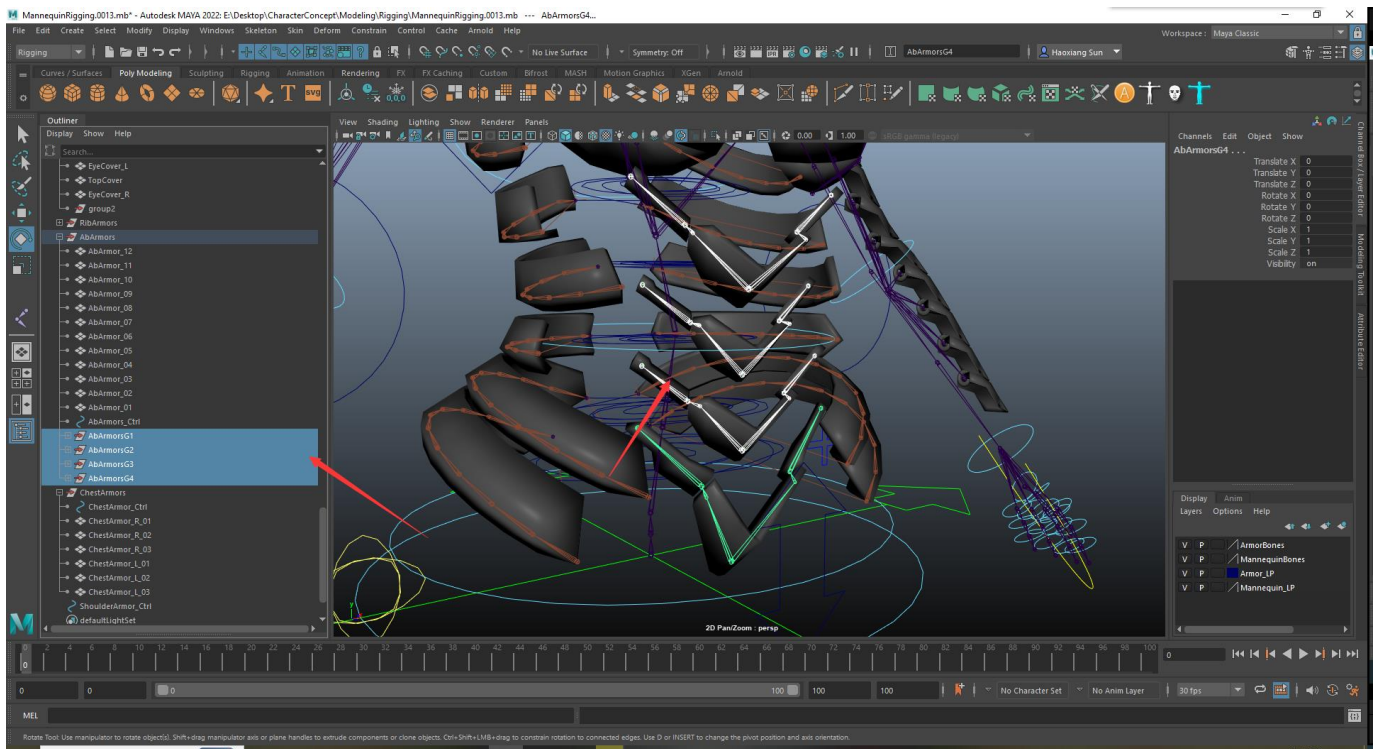 MannequinRigging.0013.mb* - Autodesk MAYA 2022: E:\Desktop\CharacterConcept\Modeling\Rigging\MannequinRigging.0013.mb --- AbArmorsG4...
File Edit Create Select Modify Display Windows Skeleton Skin Deform Constrain Control Cache Arnold Help
Workspace: Maya Classic
Rigging No Live Surface Symmetry: Off AbArmorsG4 Haoxiang Sun
Curves / Surfaces Poly Modeling Sculpting Rigging Animation Rendering FX FX Caching Custom Bifrost MASH Motion Graphics XGen Arnold
Outliner
Display Show Help
Search...
EyeCover_L
TopCover
EyeCover_R
group2
RibArmors
AbArmors
AbArmor_12
AbArmor_11
AbArmor_10
AbArmor_09
AbArmor_08
AbArmor_07
AbArmor_06
AbArmor_05
AbArmor_04
AbArmor_03
AbArmor_02
AbArmor_01
AbArmors_Ctrl
AbArmorsG1
AbArmorsG2
AbArmorsG3
AbArmorsG4
ChestArmors
ChestArmor_Ctrl
ChestArmor_R_01
ChestArmor_R_02
ChestArmor_R_03
ChestArmor_L_01
ChestArmor_L_02
ChestArmor_L_03
ShoulderArmor_Ctrl
defaultLightSet
View Shading Lighting Show Renderer Panels
0.00 1.00 sRGB gamma (legacy)
2D Pan/Zoom : persp
Channels Edit Object Show
AbArmorsG4 . . .
Translate X 0
Translate Y 0
Translate Z 0
Rotate X 0
Rotate Y 0
Rotate Z 0
Scale X 1
Scale Y 1
Scale Z 1
Visibility on
Channel Box / Layer Editor
Modeling Toolkit
Attribute Editor
Display Anim
Layers Options Help
V P ArmorBones
V P MannequinBones
V P Armor_LP
V P Mannequin_LP
0 2 4 6 8 10 12 14 16 18 20 22 24 26 28 30 32 34 36 38 40 42 44 46 48 50 52 54 56 58 60 62 64 66 68 70 72 74 76 78 80 82 84 86 88 90 92 94 96 98 100
0
0
0 0 0 100 100 100 No Character Set No Anim Layer 30 fps
MEL
Rotate Tool: Use manipulator to rotate object(s). Shift+drag manipulator axis or plane handles to extrude components or clone objects. Ctrl+Shift+LMB+drag to constrain rotation to connected edges. Use D or INSERT to change the pivot position and axis orientation.